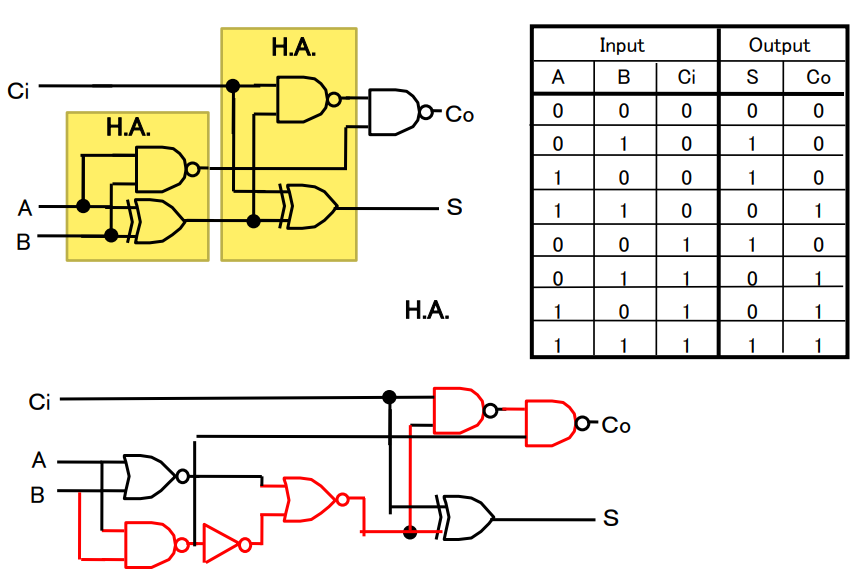 H.A.
Ci
Co
H.A.
A
B
S
H.A.
Input Output
A B Ci S Co
0 0 0 0 0
0 1 0 1 0
1 0 0 1 0
1 1 0 0 1
0 0 1 1 0
0 1 1 0 1
1 0 1 0 1
1 1 1 1 1
Ci
Co
A
B
S